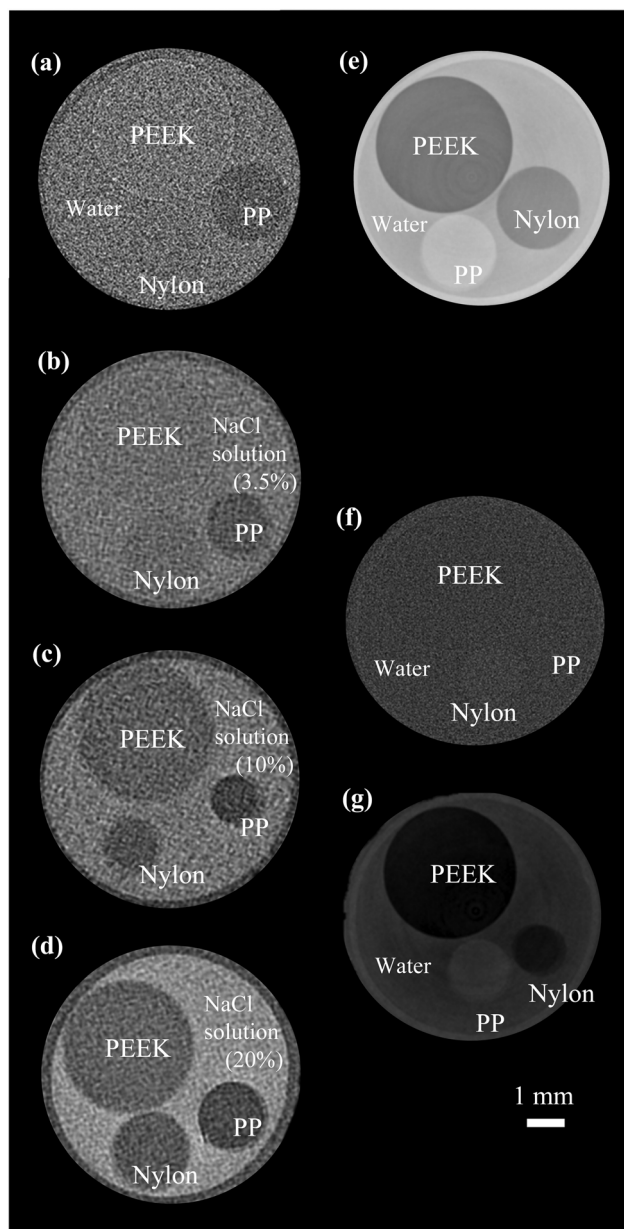 (a)
PEEK
Water
PP
Nylon
(b)
PEEK
NaCl
solution
(3.5%)
PP
Nylon
(c)
PEEK
NaCl
solution
(10%)
PP
Nylon
(d)
PEEK
NaCl
solution
(20%)
PP
Nylon
(e)
PEEK
Water
Nylon
PP
(f)
PEEK
Water
PP
Nylon
(g)
PEEK
Water
Nylon
PP
1 mm